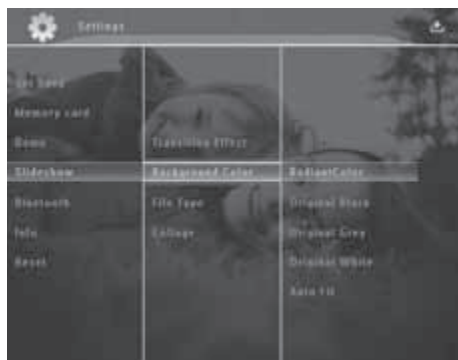 Settings
Memory card
Demo
Slideshow
Bluetooth
Info
Reset
Transition Effect
Background Color
File Type
Collage
RadiantColor
Original Black
Original Grey
Original White
Auto Fit